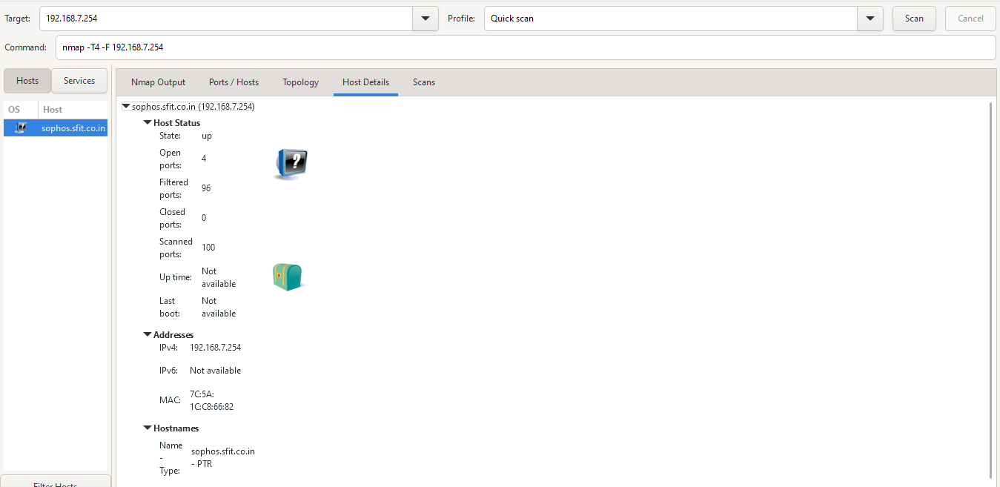 Target: 192.168.7.254 Profile: Quick scan Scan Cancel
Command: nmap -T4 -F 192.168.7.254
Hosts Services
OS Host
sophos.sfit.co.in
Nmap Output Ports / Hosts Topology Host Details Scans
sophos.sfit.co.in (192.168.7.254)
Host Status
State: up
Open
ports: 4
Filtered
ports: 96
Closed
ports: 0
Scanned
ports: 100
Up time: Not
available
Last
boot: Not
available
Addresses
IPv4: 192.168.7.254
IPv6: Not available
MAC: 7C:5A:
1C:C8:66:82
Hostnames
Name
-
Type: sophos.sfit.co.in
- PTR
?
?
Filter Hosts